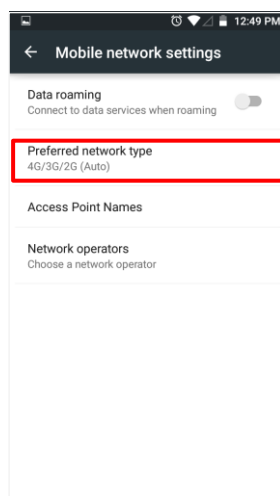 12:49 PM
Mobile network settings
Data roaming
Connect to data services when roaming
Preferred network type
4G/3G/2G (Auto)
Access Point Names
Network operators
Choose a network operator